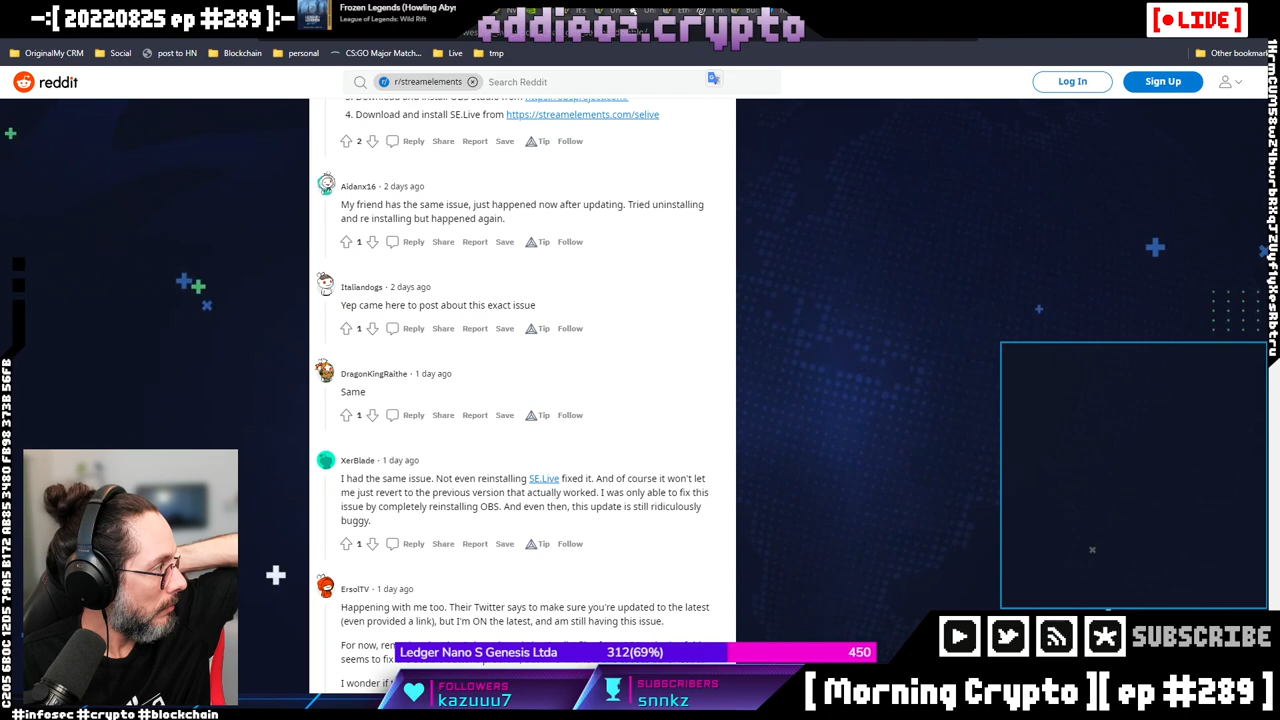 -:[ 20220825 ep #289 ]:-
Frozen Legends (Howling Abys
League of Legends: Wild Rift
eddieoz.crypto
[ • LIVE ]
OriginalMy CRM
Social
post to HN
Blockchain
personal
CS:GO Major Match...
Live
tmp
Other bookmar
reddit
r/streamelements
Search Reddit
Log In
Sign Up
4. Download and install SE.Live from https://streamelements.com/selive
2 Reply Share Report Save Tip Follow
Aidanx16 · 2 days ago
My friend has the same issue, just happened now after updating. Tried uninstalling
and re installing but happened again.
1 Reply Share Report Save Tip Follow
Italiandogs · 2 days ago
Yep came here to post about this exact issue
1 Reply Share Report Save Tip Follow
DragonKingRaithe · 1 day ago
Same
1 Reply Share Report Save Tip Follow
XerBlade · 1 day ago
I had the same issue. Not even reinstalling SE.Live fixed it. And of course it won't let
me just revert to the previous version that actually worked. I was only able to fix this
issue by completely reinstalling OBS. And even then, this update is still ridiculously
buggy.
1 Reply Share Report Save Tip Follow
ErsolTV · 1 day ago
Happening with me too. Their Twitter says to make sure you're updated to the latest
(even provided a link), but I'm ON the latest, and am still having this issue.
For now,
seems to fix
I wonder if
Ledger Nano S Genesis Ltda 312(69%) 450
FOLLOWERS
kazuuu7
SUBSCRIBERS
snnkz
SUBSCRIBE
[ Morning Crypto ][ ep #289 ]
#infosec #crypto #blockchain